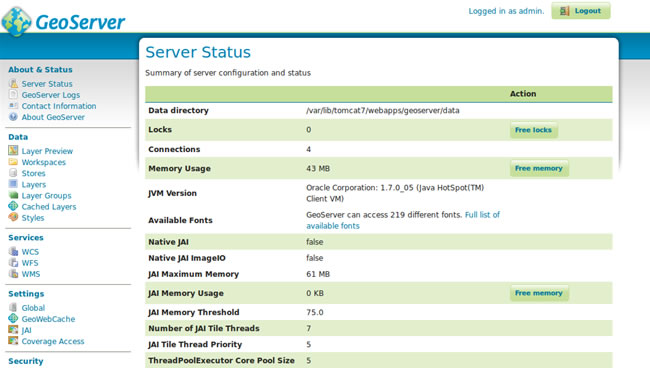 GeoServer
Logged in as admin.
Logout
About & Status
Server Status
GeoServer Logs
Contact Information
About GeoServer
Data
Layer Preview
Workspaces
Stores
Layers
Layer Groups
Cached Layers
Styles
Services
WCS
WFS
WMS
Settings
Global
GeoWebCache
JAI
Coverage Access
Security
Server Status
Summary of server configuration and status
Action
Data directory /var/lib/tomcat7/webapps/geoserver/data
Locks 0 Free locks
Connections 4
Memory Usage 43 MB Free memory
JVM Version Oracle Corporation: 1.7.0_05 (Java HotSpot(TM)
Client VM)
Available Fonts GeoServer can access 219 different fonts. Full list of
available fonts
Native JAI false
Native JAI ImageIO false
JAI Maximum Memory 61 MB
JAI Memory Usage 0 KB Free memory
JAI Memory Threshold 75.0
Number of JAI Tile Threads 7
JAI Tile Thread Priority 5
ThreadPoolExecutor Core Pool Size 5